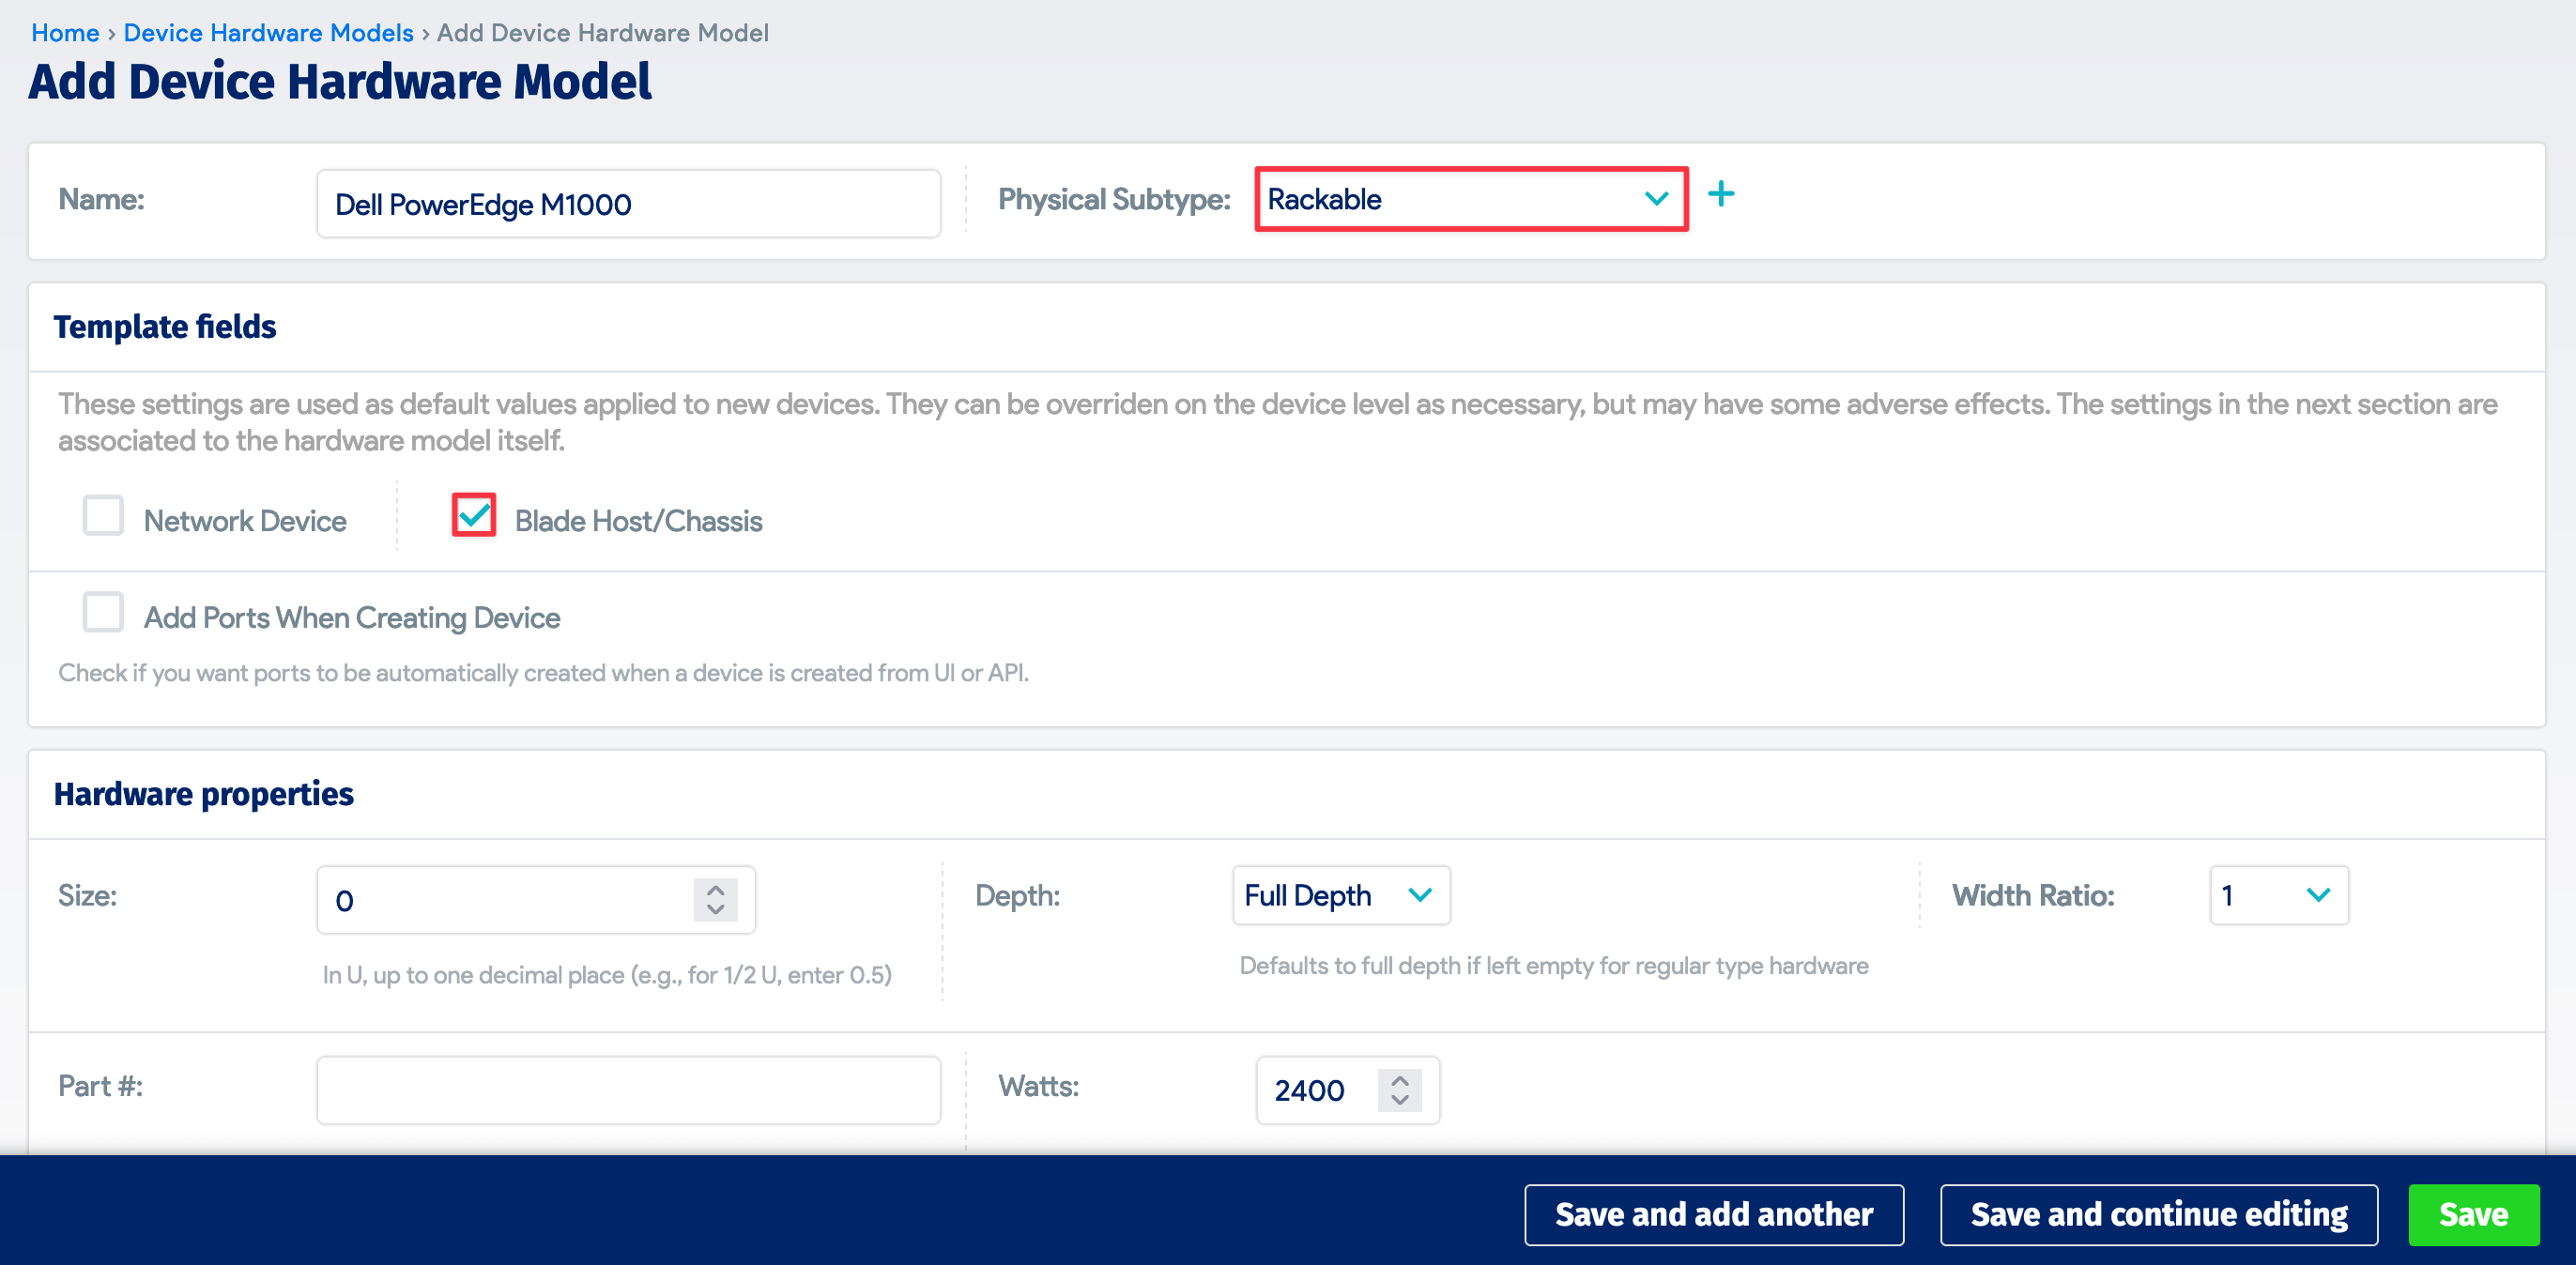 Home › Device Hardware Models › Add Device Hardware Model
Add Device Hardware Model
Name: Dell PowerEdge M1000 Physical Subtype: Rackable +
Template fields
These settings are used as default values applied to new devices. They can be overriden on the device level as necessary, but may have some adverse effects. The settings in the next section are
associated to the hardware model itself.
Network Device Blade Host/Chassis
Add Ports When Creating Device
Check if you want ports to be automatically created when a device is created from UI or API.
Hardware properties
Size: 0 Depth: Full Depth Width Ratio: 1
In U, up to one decimal place (e.g., for 1/2 U, enter 0.5) Defaults to full depth if left empty for regular type hardware
Part #: Watts: 2400
Save and add another Save and continue editing Save